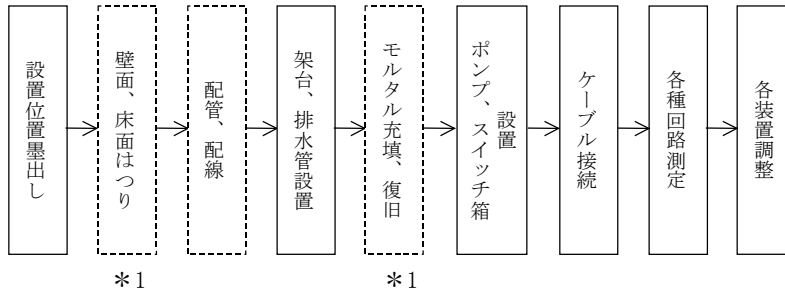 設置位置墨出し
壁面、床面はつり
配管、配線
架台、排水管設置
モルタル充填、復旧
ポンプ、スイッチ箱
設置
ケーブル接続
各種回路測定
各装置調整
*1
*1